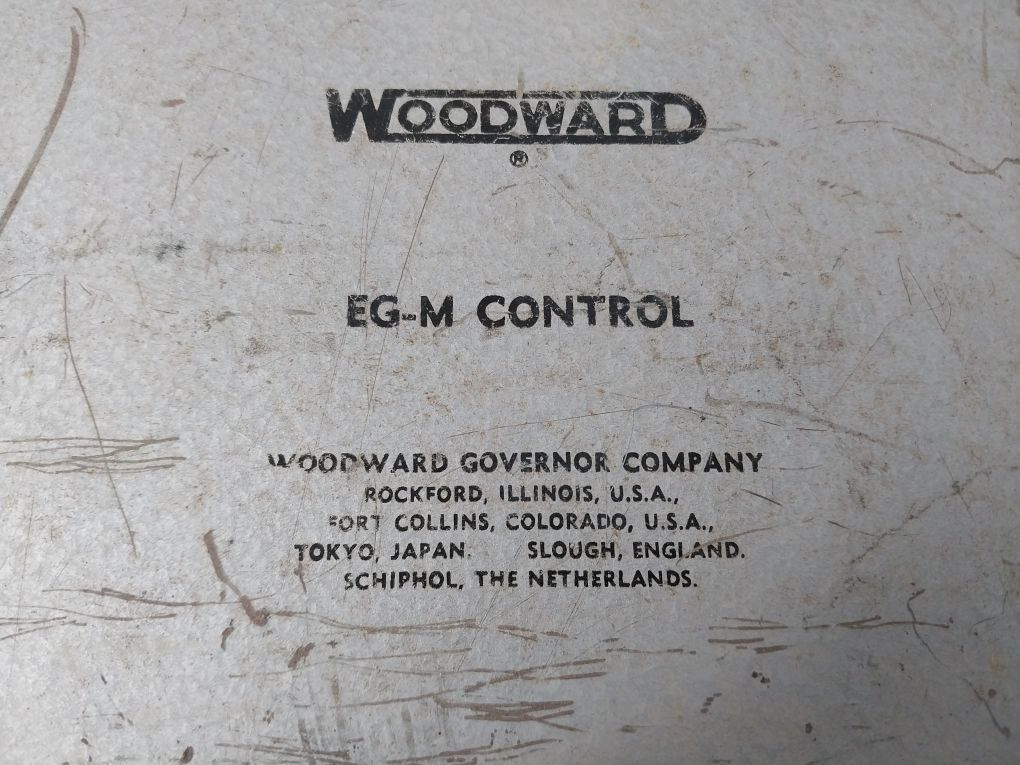 WOODWARD
®
EG-M CONTROL
WOODWARD GOVERNOR COMPANY
ROCKFORD, ILLINOIS, U.S.A.,
FORT COLLINS, COLORADO, U.S.A.,
TOKYO, JAPAN. SLOUGH, ENGLAND.
SCHIPHOL, THE NETHERLANDS.